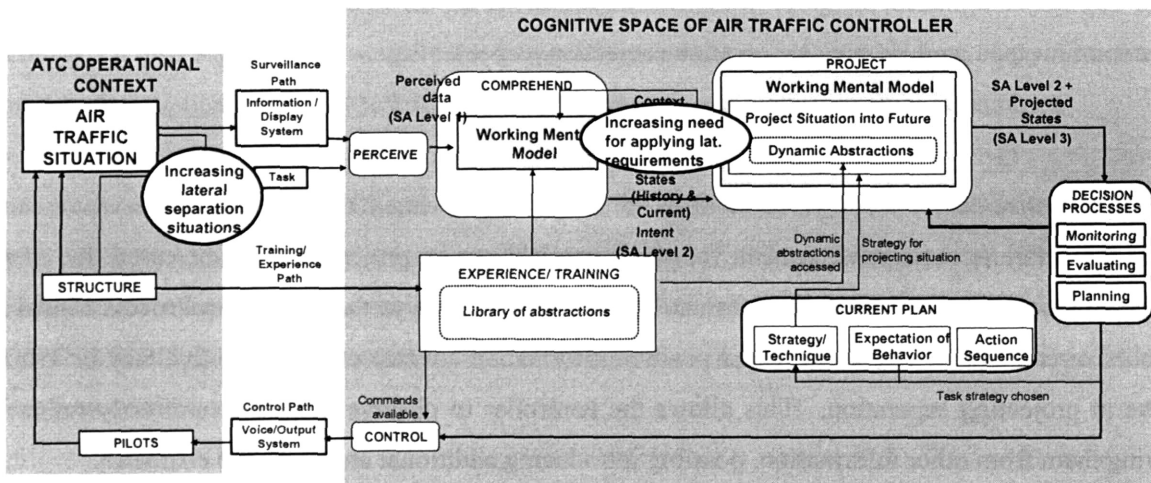 COGNITIVE SPACE OF AIR TRAFFIC CONTROLLER
ATC OPERATIONAL
CONTEXT
AIR
TRAFFIC
SITUATION
Increasing
lateral
separation
situations
STRUCTURE
PILOTS
Surveillance
Path
Information /
Display
System
Task
Training/
Experience
Path
Control Path
Voice/Output
System
Perceived
data
(SA Level 1)
PERCEIVE
COMPREHEND
Working Ment
Model
Context
Increasing need
for applying lat.
requirements
States
(History &
Current)
Intent
(SA Level 2)
EXPERIENCE/ TRAINING
Library of abstractions
Commands
available
CONTROL
PROJECT
Working Mental Model
Project Situation into Future
Dynamic Abstractions
Dynamic
abstractions
accessed
Strategy for
projecting situation
SA Level 2 +
Projected
States
(SA Level 3)
DECISION
PROCESSES
Monitoring
Evaluating
Planning
CURRENT PLAN
Strategy/
Technique
Expectation of
Behavior
Action
Sequence
Task strategy chosen